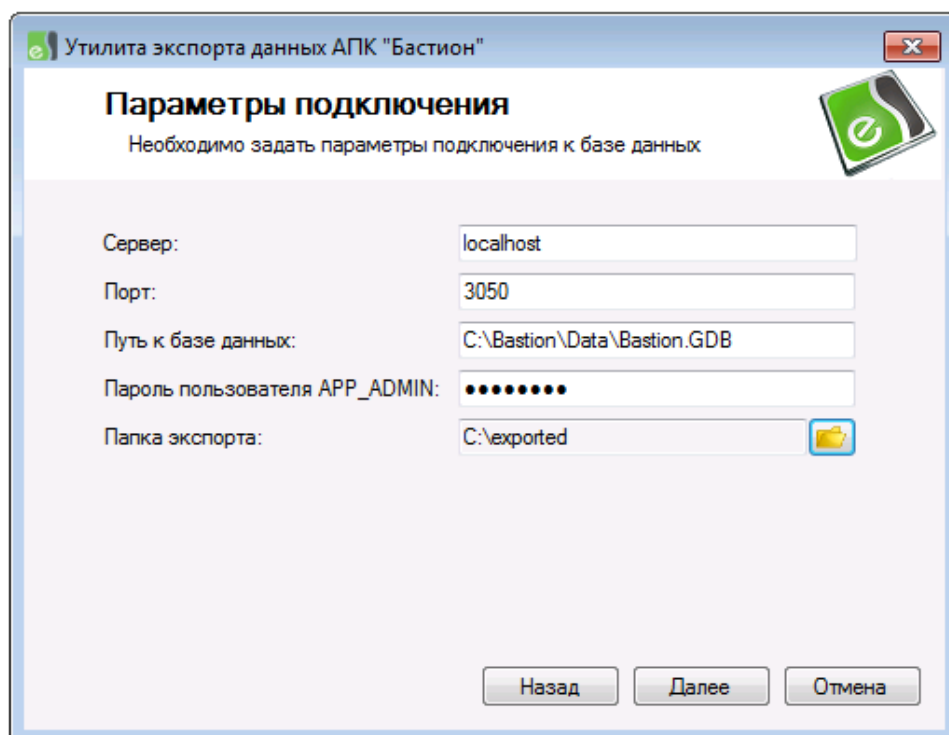 Утилита экспорта данных АПК "Бастион"
Параметры подключения
Необходимо задать параметры подключения к базе данных
Сервер: localhost
Порт: 3050
Путь к базе данных: C:\Bastion\Data\Bastion.GDB
Пароль пользователя APP_ADMIN: ●●●●●●●●
Папка экспорта: C:\exported
Назад Далее Отмена